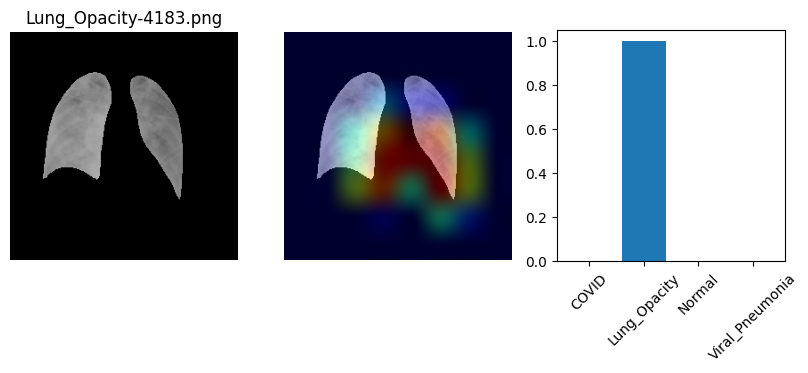 Lung_Opacity-4183.png
1.0
0.8
0.6
0.4
0.2
0.0
COVID
Lung_Opacity
Normal
Viral_Pneumonia